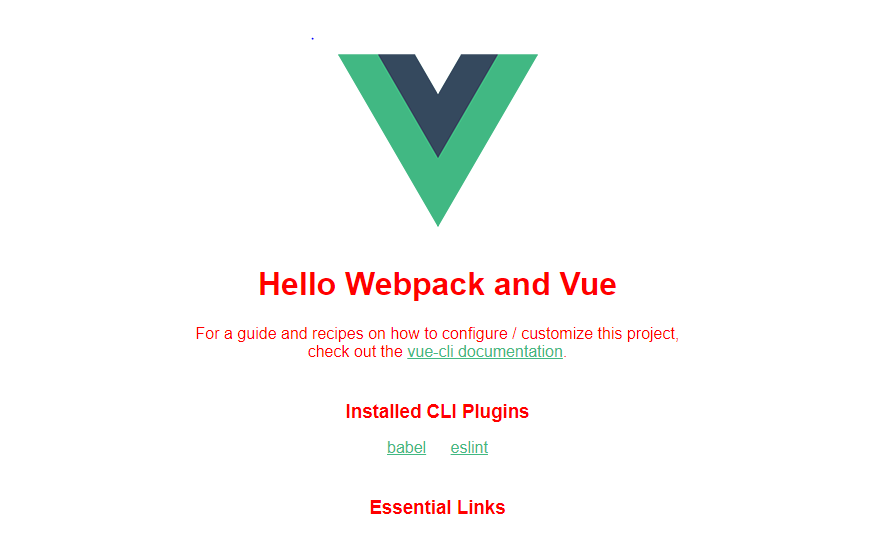 Hello Webpack and Vue
For a guide and recipes on how to configure / customize this project,
check out the vue-cli documentation.
Installed CLI Plugins
babel eslint
Essential Links